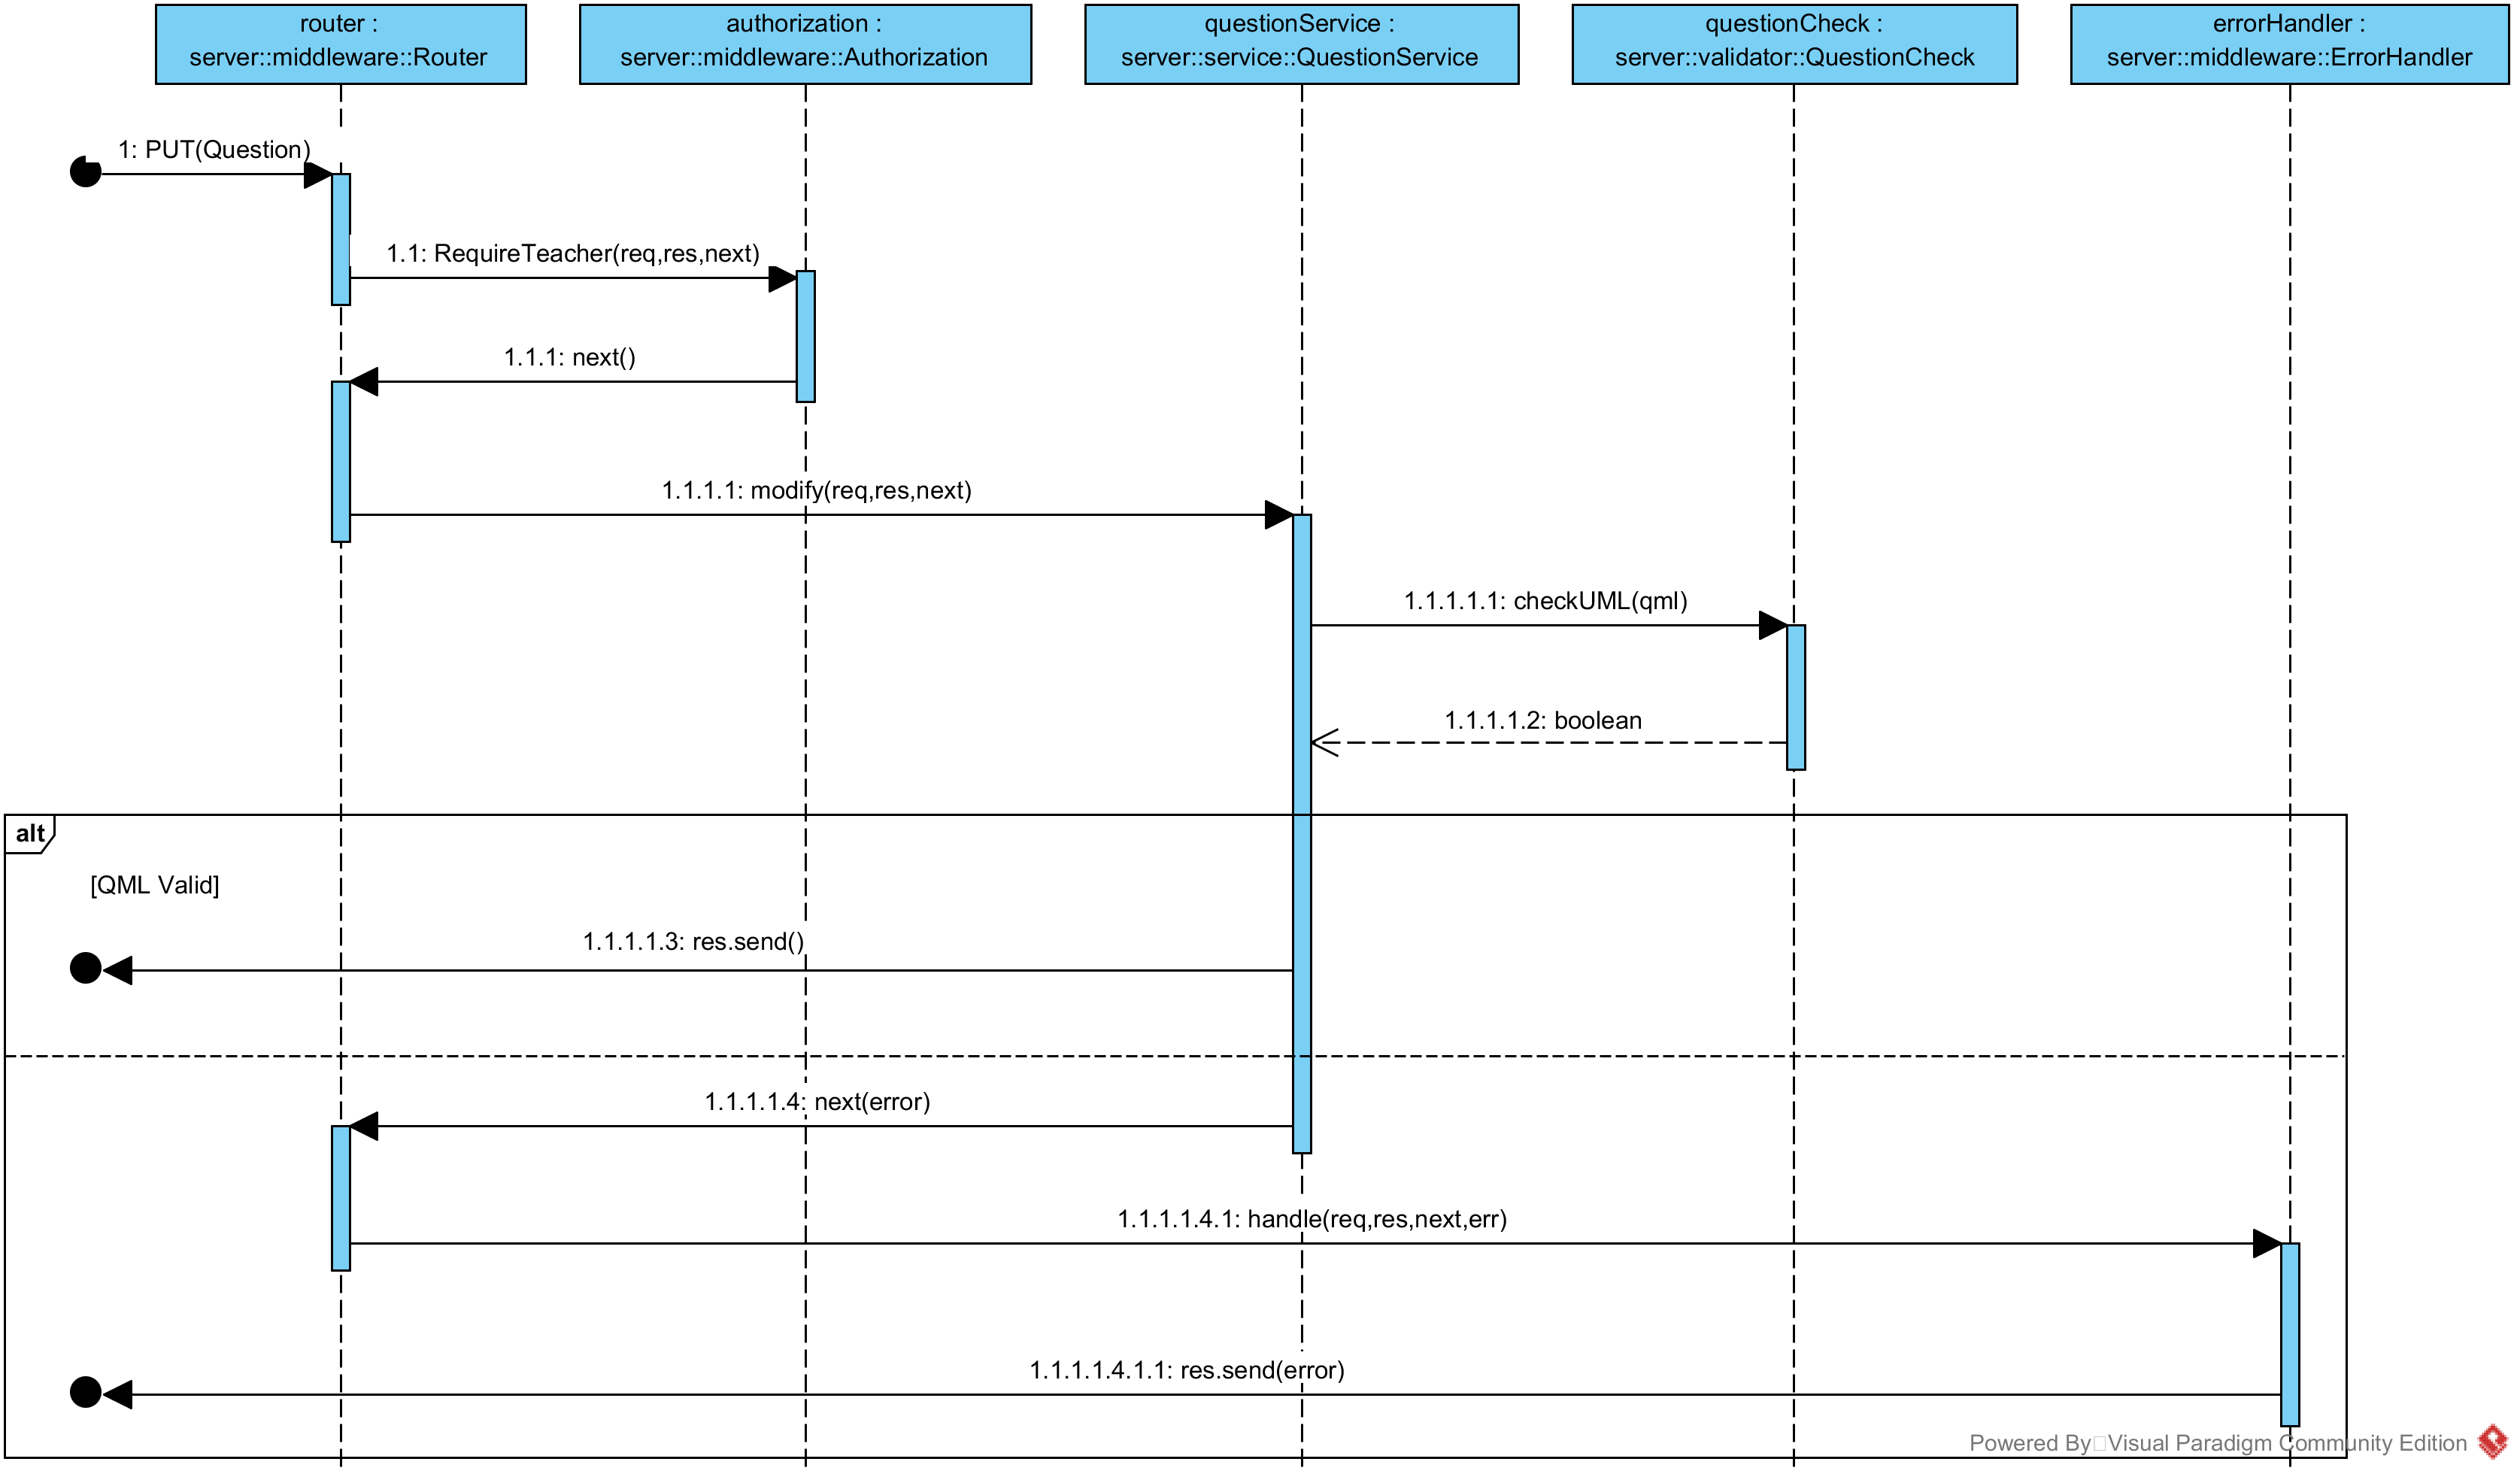 router :
server::middleware::Router
authorization :
server::middleware::Authorization
questionService :
server::service::QuestionService
questionCheck :
server::validator::QuestionCheck
errorHandler :
server::middleware::ErrorHandler
1: PUT(Question)
1.1: RequireTeacher(req,res,next)
1.1.1: next()
1.1.1.1: modify(req,res,next)
1.1.1.1.1: checkUML(qml)
1.1.1.1.2: boolean
alt
[QML Valid]
1.1.1.1.3: res.send()
1.1.1.1.4: next(error)
1.1.1.1.4.1: handle(req,res,next,err)
1.1.1.1.4.1.1: res.send(error)
Powered By Visual Paradigm Community Edition